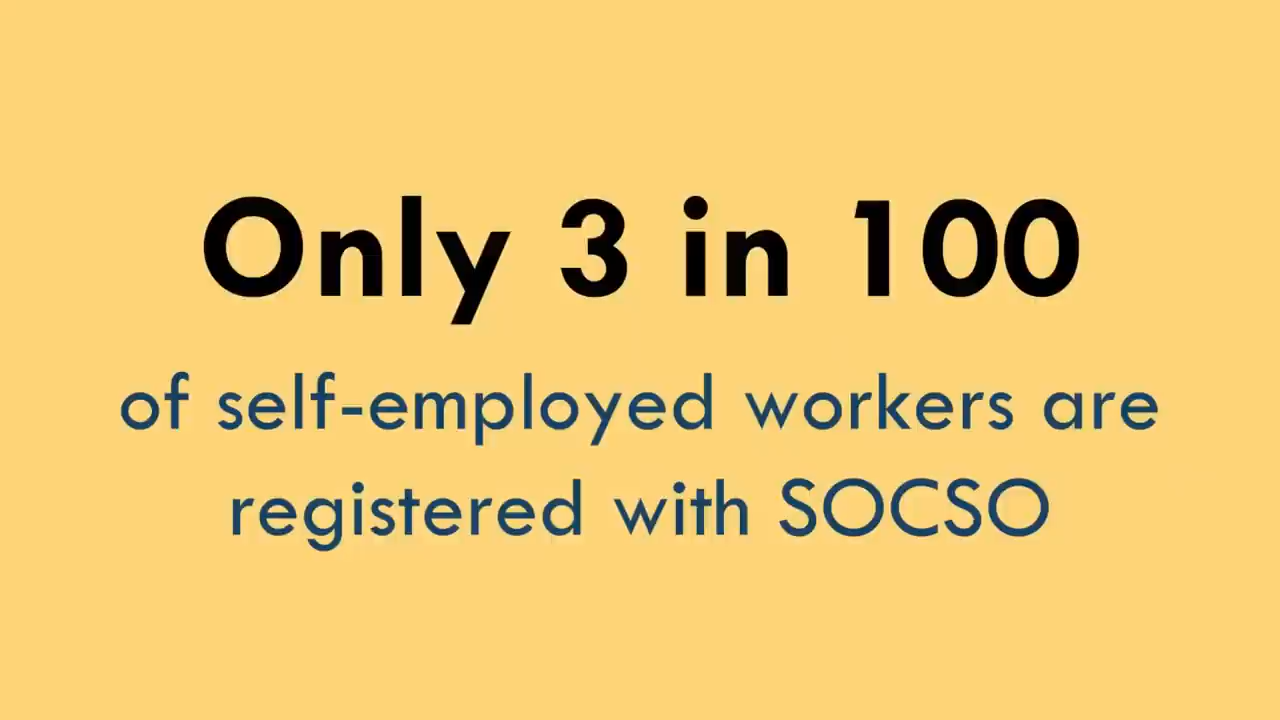 Only 3 in 100
of self-employed workers are
registered with SOCSO